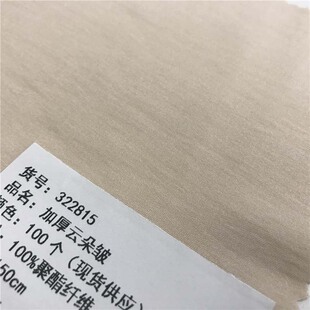 货号: 322815
品名: 加厚云朵皱
颜色: 100个 (现货供应)
: 100%聚酯纤维
50cm